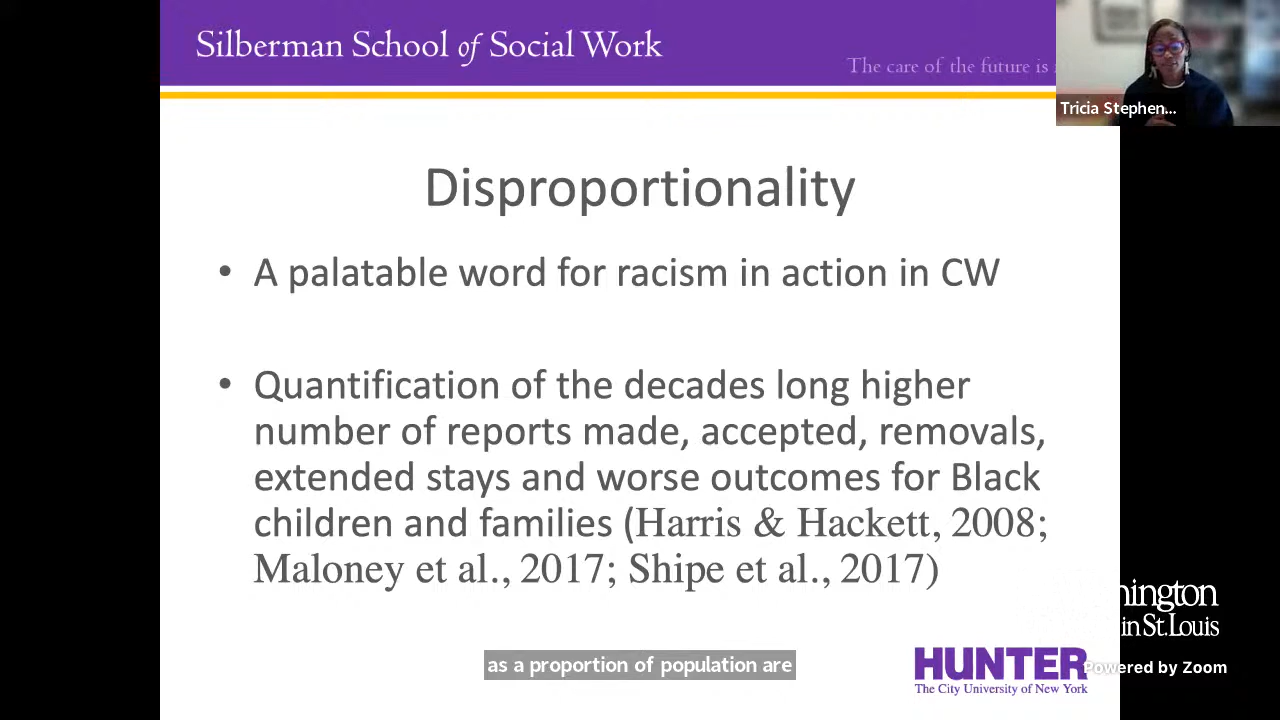 Silberman School of Social Work
The care of the future is
Tricia Stephen...
Disproportionality
• A palatable word for racism in action in CW
• Quantification of the decades long higher
number of reports made, accepted, removals,
extended stays and worse outcomes for Black
children and families (Harris & Hackett, 2008;
Maloney et al., 2017; Shipe et al., 2017)
hington
in St. Louis
as a proportion of population are
HUNTER
The City University of New York
Powered by Zoom